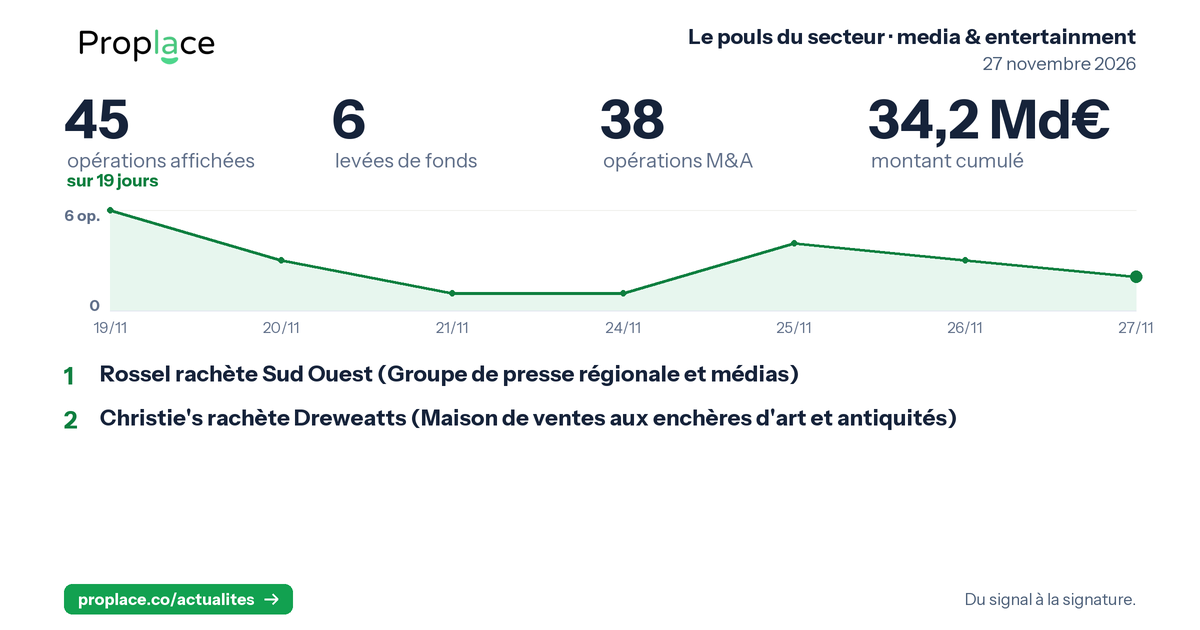 Proplace
Le pouls du secteur · media & entertainment
27 novembre 2026
45
opérations affichées
sur 19 jours
6
levées de fonds
38
opérations M&A
34,2 Md€
montant cumulé
6 op.
0
19/11
20/11
21/11
24/11
25/11
26/11
27/11
1 Rossel rachète Sud Ouest (Groupe de presse régionale et médias)
2 Christie's rachète Dreweatts (Maison de ventes aux enchères d'art et antiquités)
proplace.co/actualites →
Du signal à la signature.